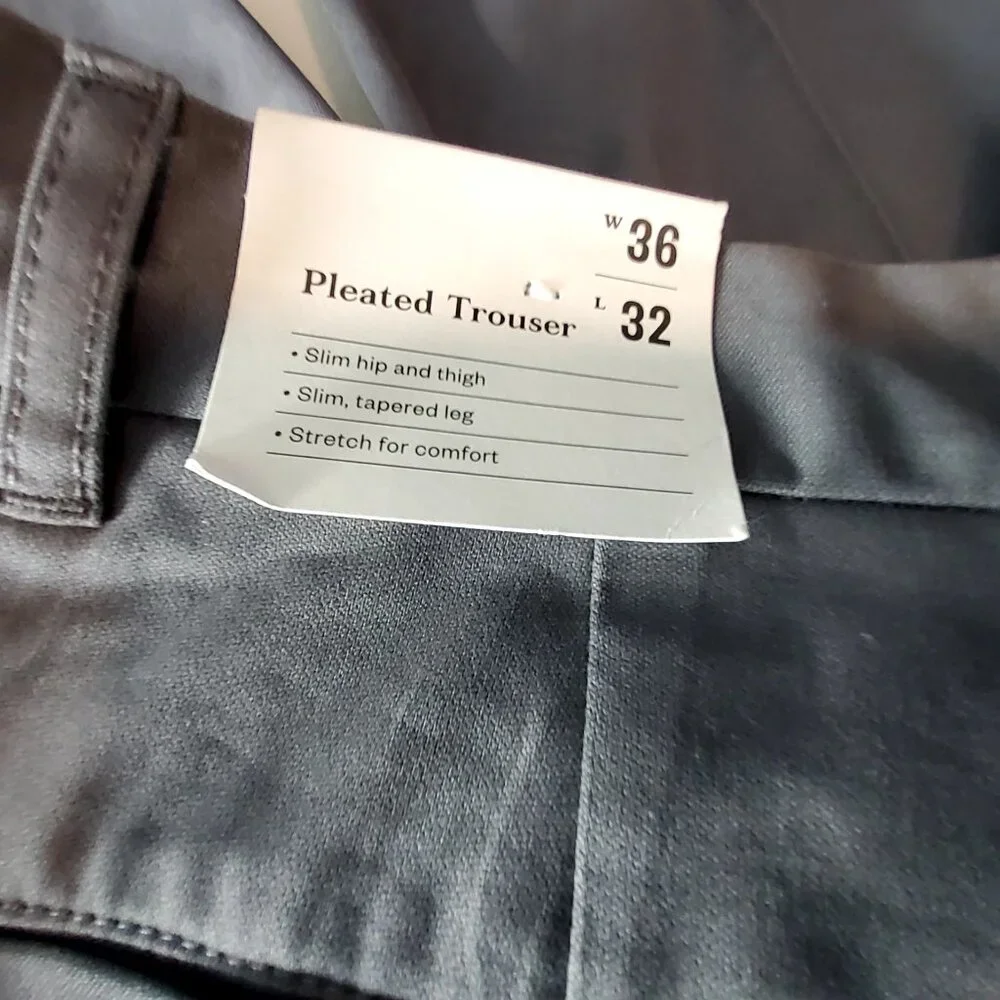 W 36
L 32
Pleated Trouser
• Slim hip and thigh
• Slim, tapered leg
• Stretch for comfort